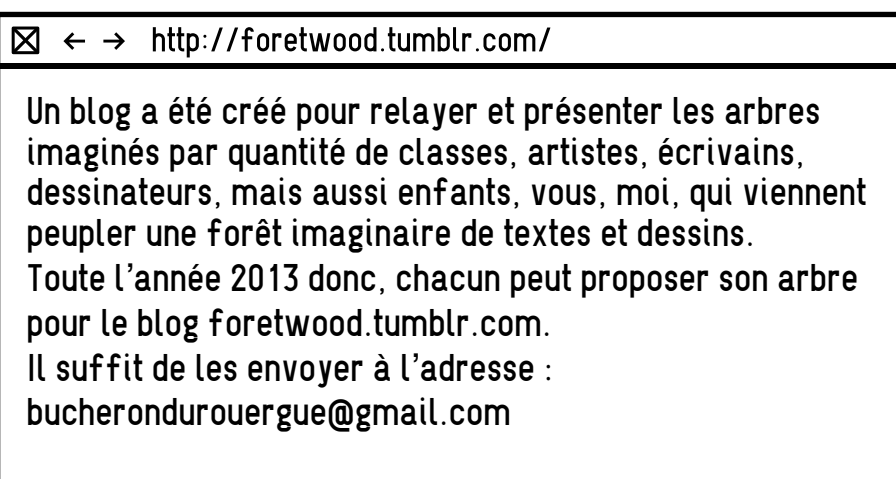 http://foretwood.tumblr.com/
Un blog a été créé pour relayer et présenter les arbres
imaginés par quantité de classes, artistes, écrivains,
dessinateurs, mais aussi enfants, vous, moi, qui viennent
peupler une forêt imaginaire de textes et dessins.
Toute l'année 2013 donc, chacun peut proposer son arbre
pour le blog foretwood.tumblr.com.
Il suffit de les envoyer à l'adresse :
bucherondurouergue@gmail.com